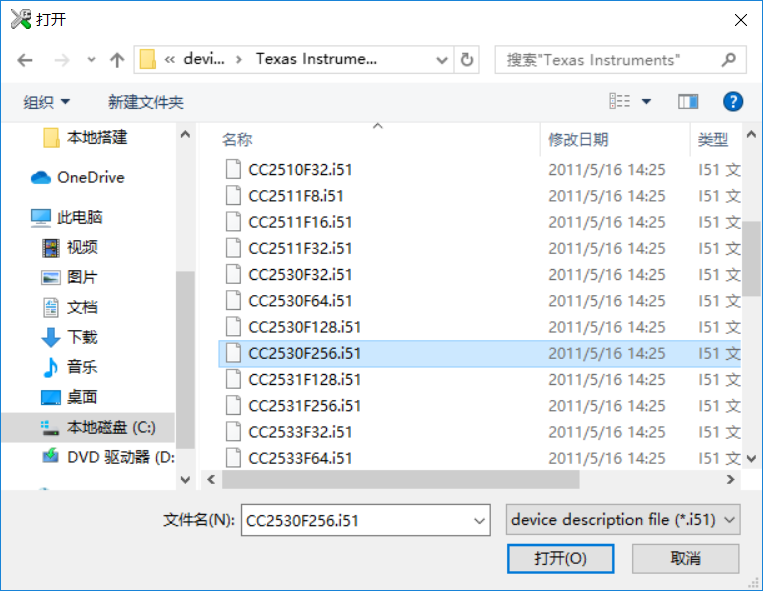 打开
« devi... › Texas Instrume... 搜索"Texas Instruments"
组织 新建文件夹
本地搭建
OneDrive
此电脑
视频
图片
文档
下载
音乐
桌面
本地磁盘 (C:)
DVD 驱动器 (D:
名称 修改日期 类型
CC2510F32.i51 2011/5/16 14:25 I51 文
CC2511F8.i51 2011/5/16 14:25 I51 文
CC2511F16.i51 2011/5/16 14:25 I51 文
CC2511F32.i51 2011/5/16 14:25 I51 文
CC2530F32.i51 2011/5/16 14:25 I51 文
CC2530F64.i51 2011/5/16 14:25 I51 文
CC2530F128.i51 2011/5/16 14:25 I51 文
CC2530F256.i51 2011/5/16 14:25 I51 文
CC2531F128.i51 2011/5/16 14:25 I51 文
CC2531F256.i51 2011/5/16 14:25 I51 文
CC2533F32.i51 2011/5/16 14:25 I51 文
CC2533F64.i51 2011/5/16 14:25 I51 文
文件名(N): CC2530F256.i51 device description file (*.i51)
打开(O) 取消